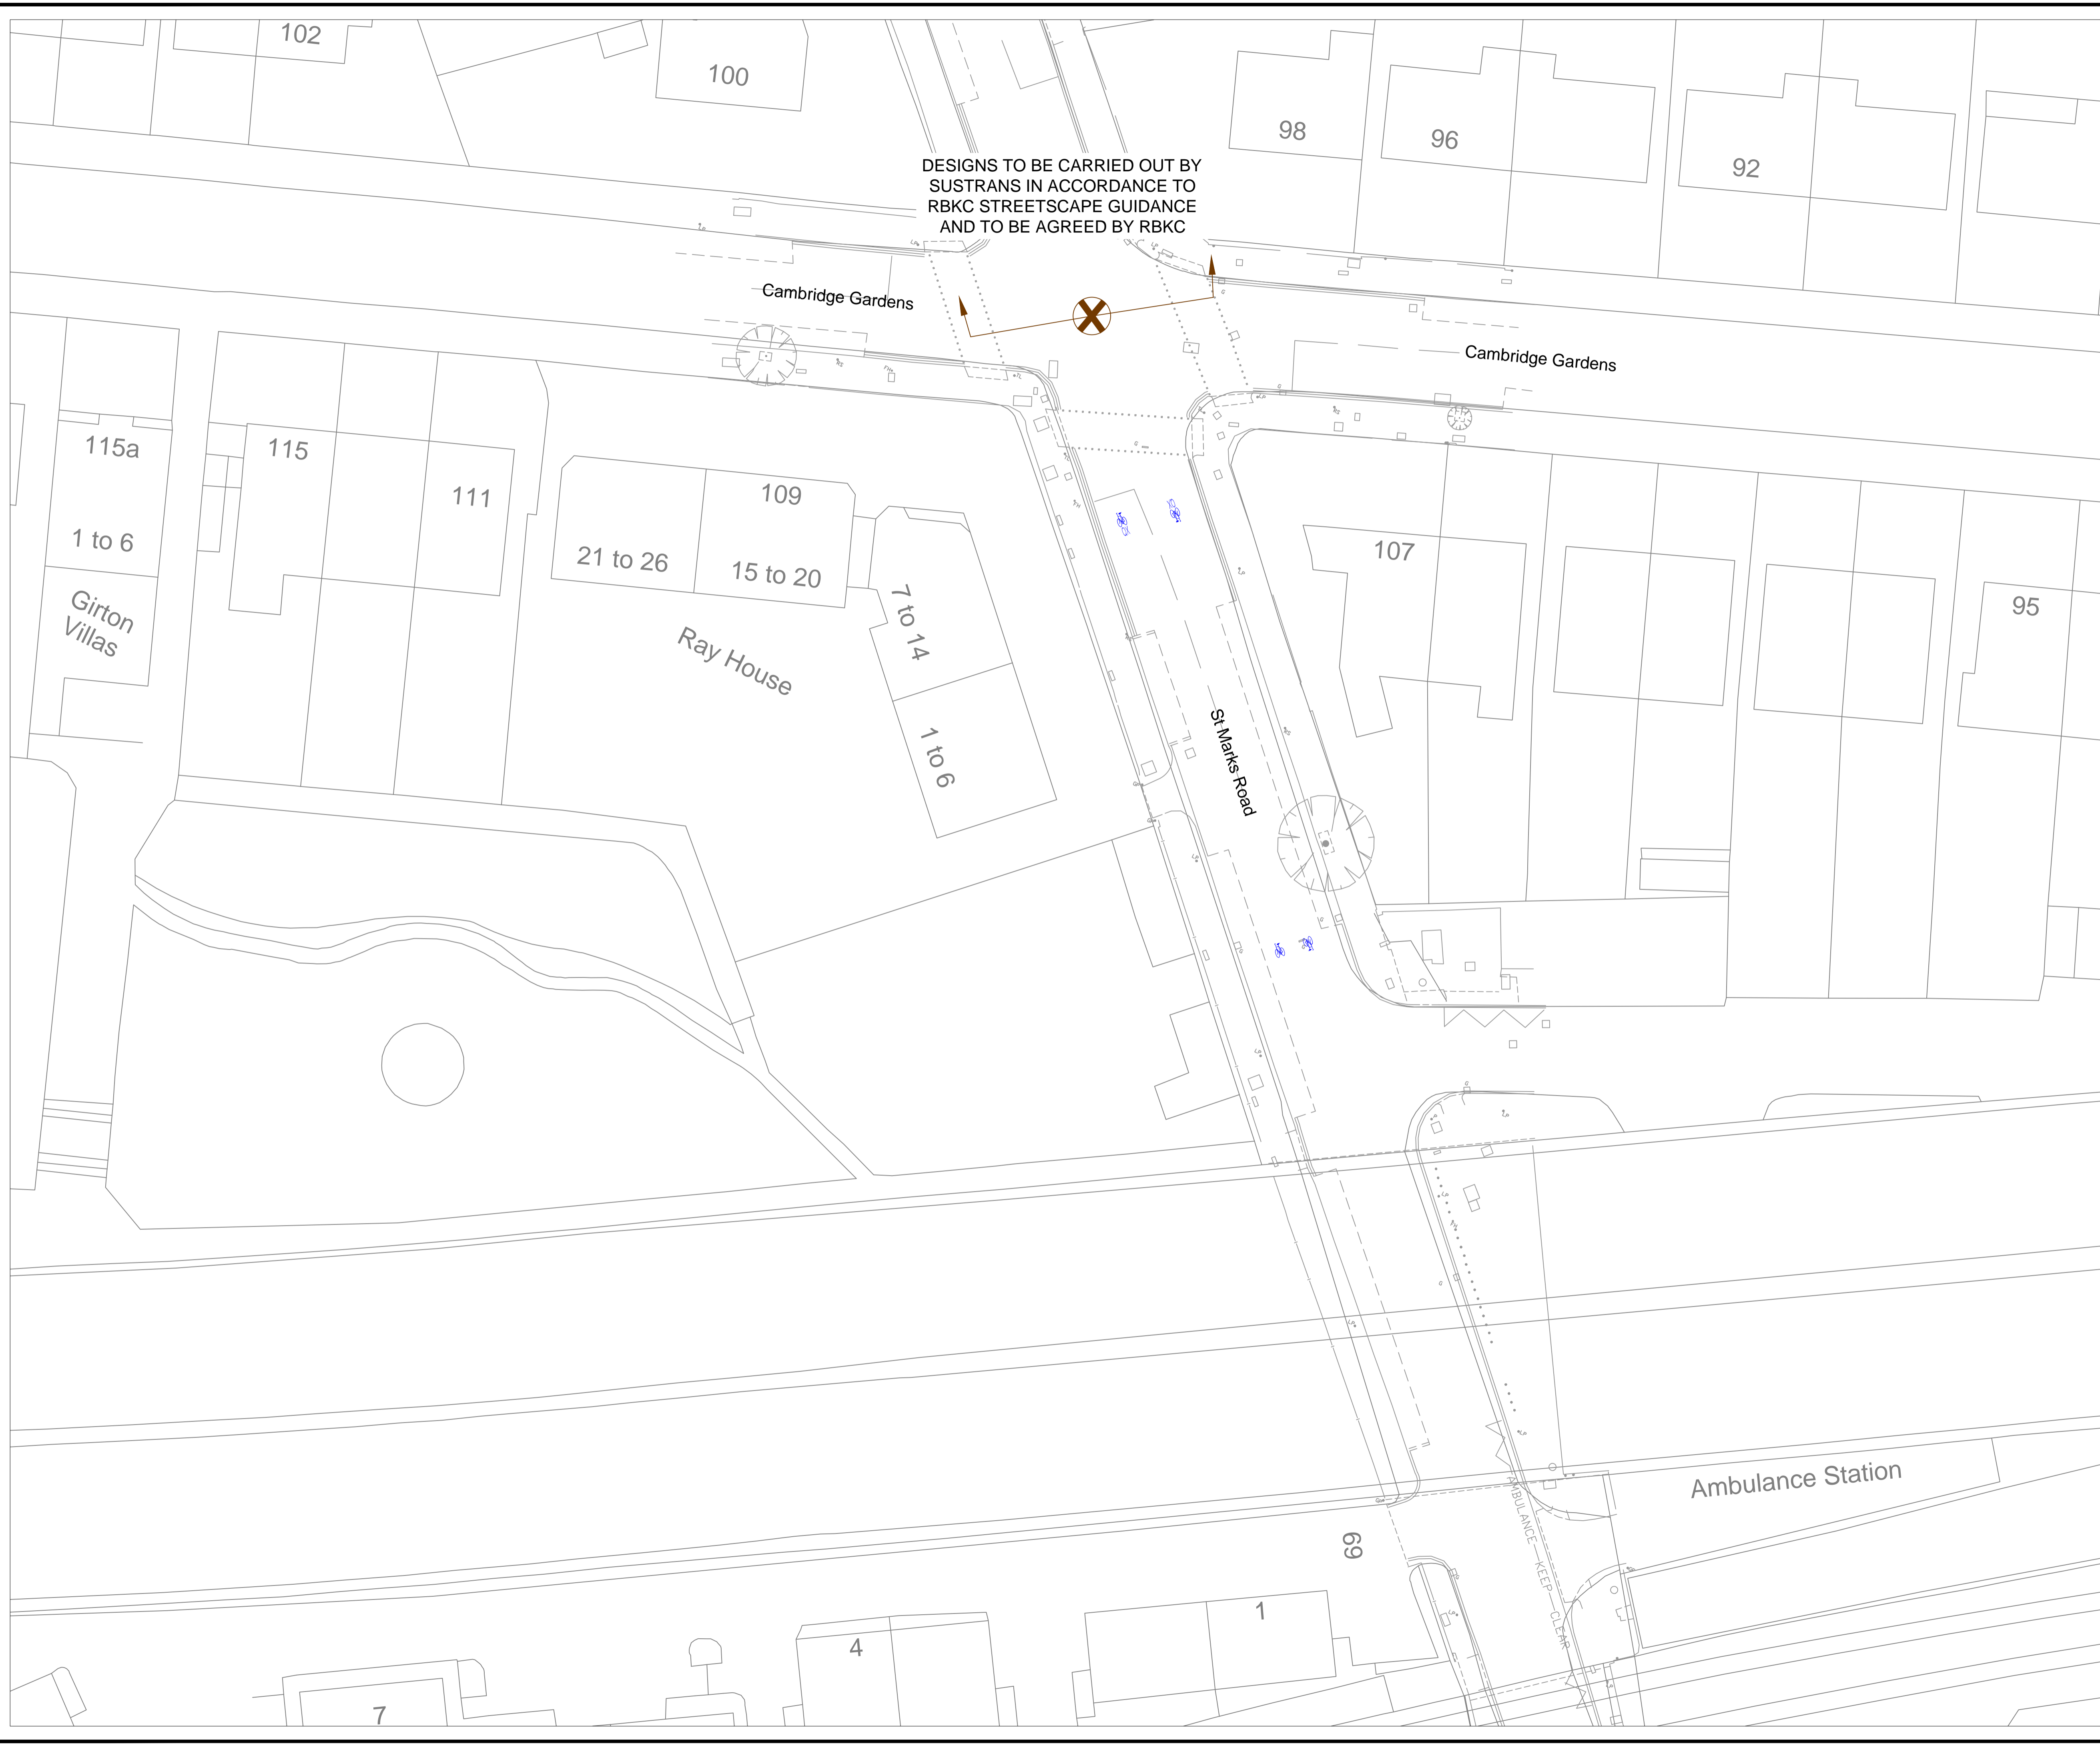 102
100
98
96
92
DESIGNS TO BE CARRIED OUT BY
SUSTRANS IN ACCORDANCE TO
RBKC STREETSCAPE GUIDANCE
AND TO BE AGREED BY RBKC
Cambridge Gardens
Cambridge Gardens
115a
1 to 6
Girton
Villas
115
111
109
21 to 26
15 to 20
7 to 14
1 to 6
Ray House
107
95
St Marks Road
Ambulance Station
AMBULANCE KEEP CLEAR
69
1
4
7